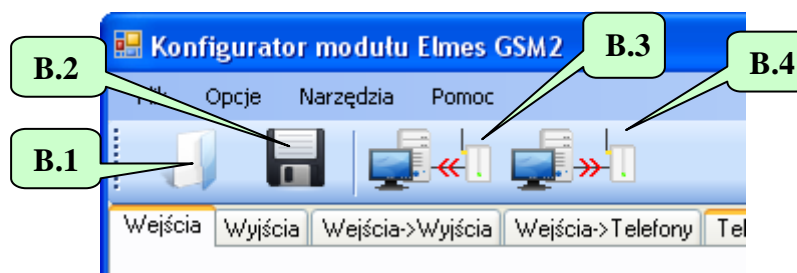 Konfigurator modułu Elmes GSM2
B.3
B.4
B.2
Opcje Narzędzia Pomoc
B.1
Wejścia Wyjścia Wejścia->Wyjścia Wejścia->Telefony